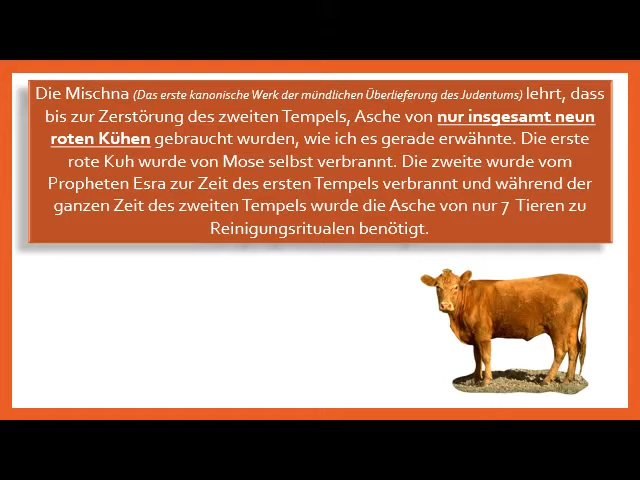 Die Mischna (Das erste kanonische Werk der mündlichen Überlieferung des Judentums) lehrt, dass
bis zur Zerstörung des zweiten Tempels, Asche von nur insgesamt neun
roten Kühen gebraucht wurden, wie ich es gerade erwähnte. Die erste
rote Kuh wurde von Mose selbst verbrannt. Die zweite wurde vom
Propheten Esra zur Zeit des ersten Tempels verbrannt und während der
ganzen Zeit des zweiten Tempels wurde die Asche von nur 7 Tieren zu
Reinigungsritualen benötigt.